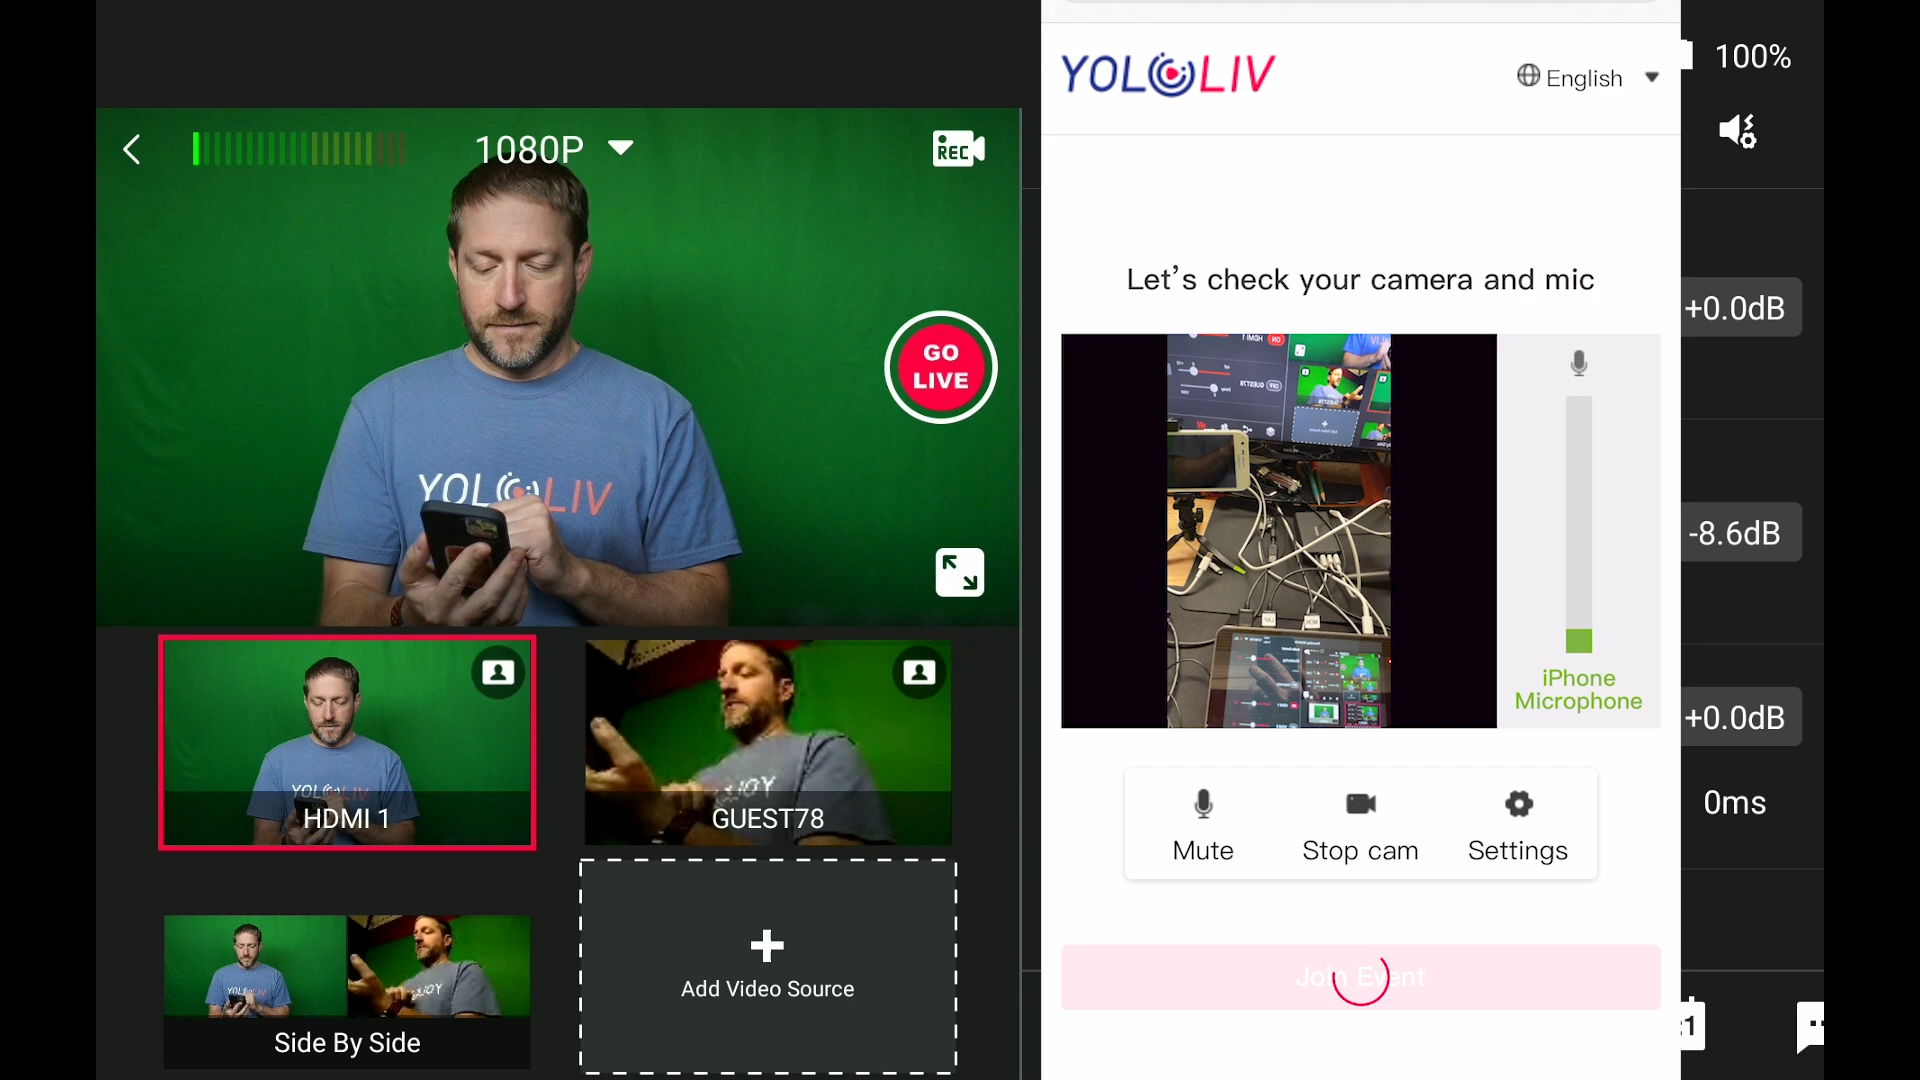 1080P
REC
GO
LIVE
YOLOLIV
HDMI 1
GUEST78
Side By Side
Add Video Source
YOLOLIV
English
Let's check your camera and mic
iPhone
Microphone
Mute
Stop cam
Settings
Join Event
100%
+0.0dB
-8.6dB
+0.0dB
0ms
:1